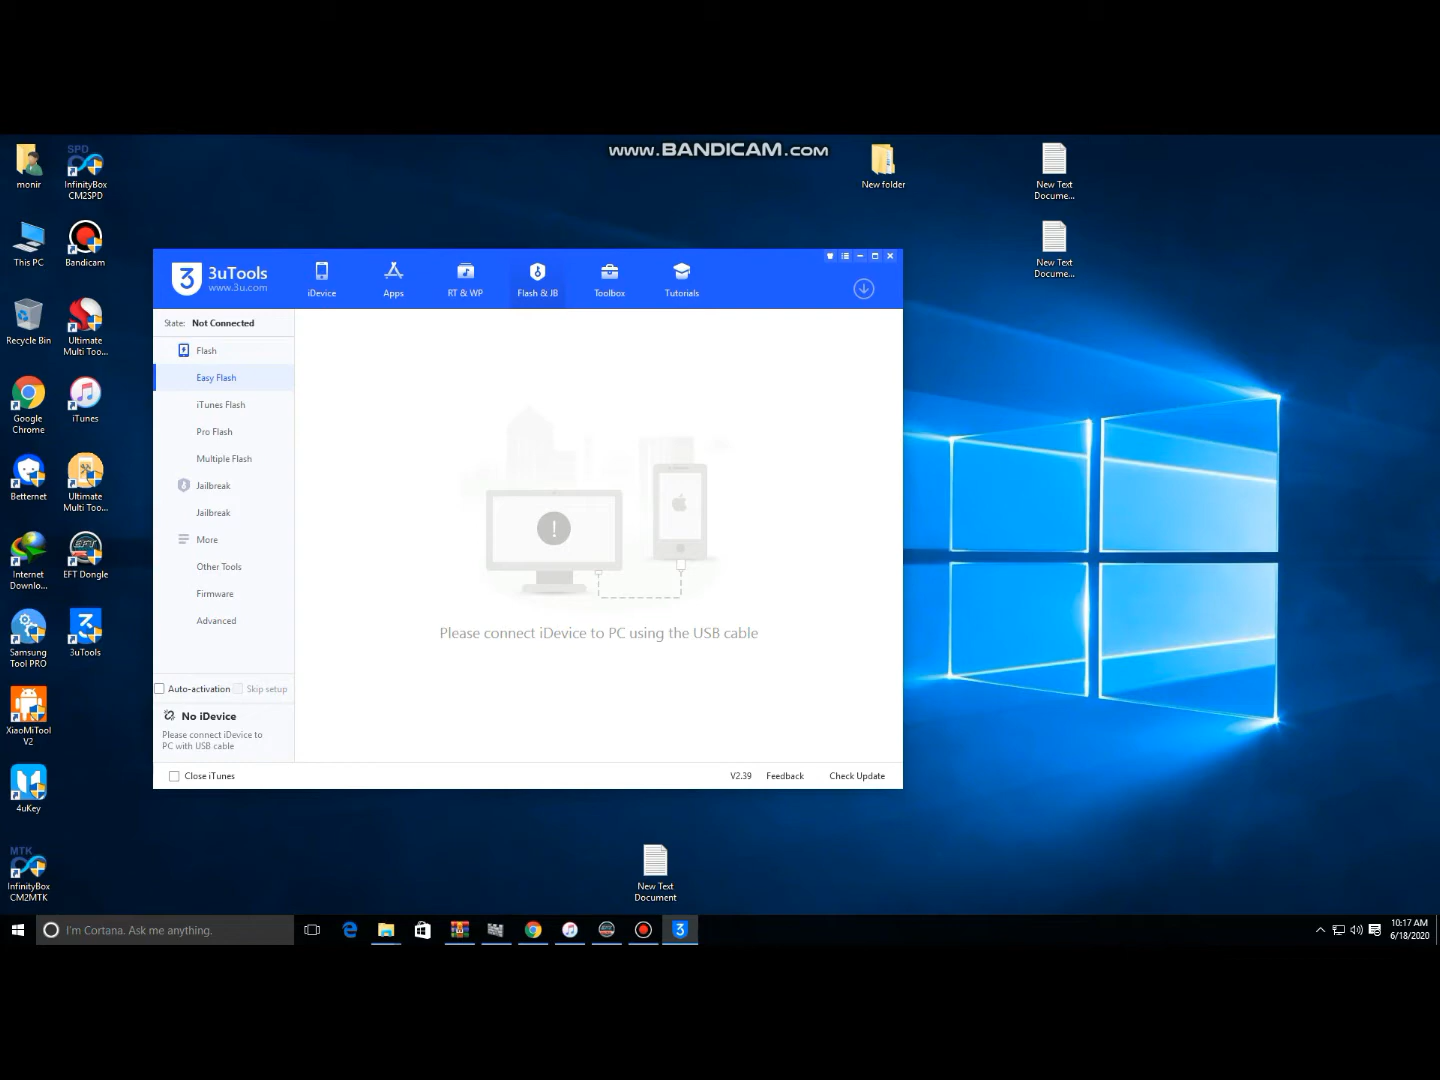 www.BANDICAM.com
monir
SPD
InfinityBox
CM2SPD
New folder
New Text
Docume...
This PC
Bandicam
New Text
Docume...
Recycle Bin
Ultimate
Multi Too...
Google
Chrome
iTunes
Betternet
Ultimate
Multi Too...
Internet
Downlo...
EFT
EFT Dongle
Samsung
Tool PRO
3uTools
XiaoMiTool
V2
4uKey
MTK
InfinityBox
CM2MTK
New Text
Document
3 3uTools
www.3u.com
iDevice
Apps
RT & WP
Flash & JB
Toolbox
Tutorials
State: Not Connected
Flash
Easy Flash
iTunes Flash
Pro Flash
Multiple Flash
Jailbreak
Jailbreak
More
Other Tools
Firmware
Advanced
Please connect iDevice to PC using the USB cable
Auto-activation Skip setup
No iDevice
Please connect iDevice to
PC with USB cable
Close iTunes
V2.39 Feedback Check Update
I'm Cortana. Ask me anything.
10:17 AM
6/18/2020